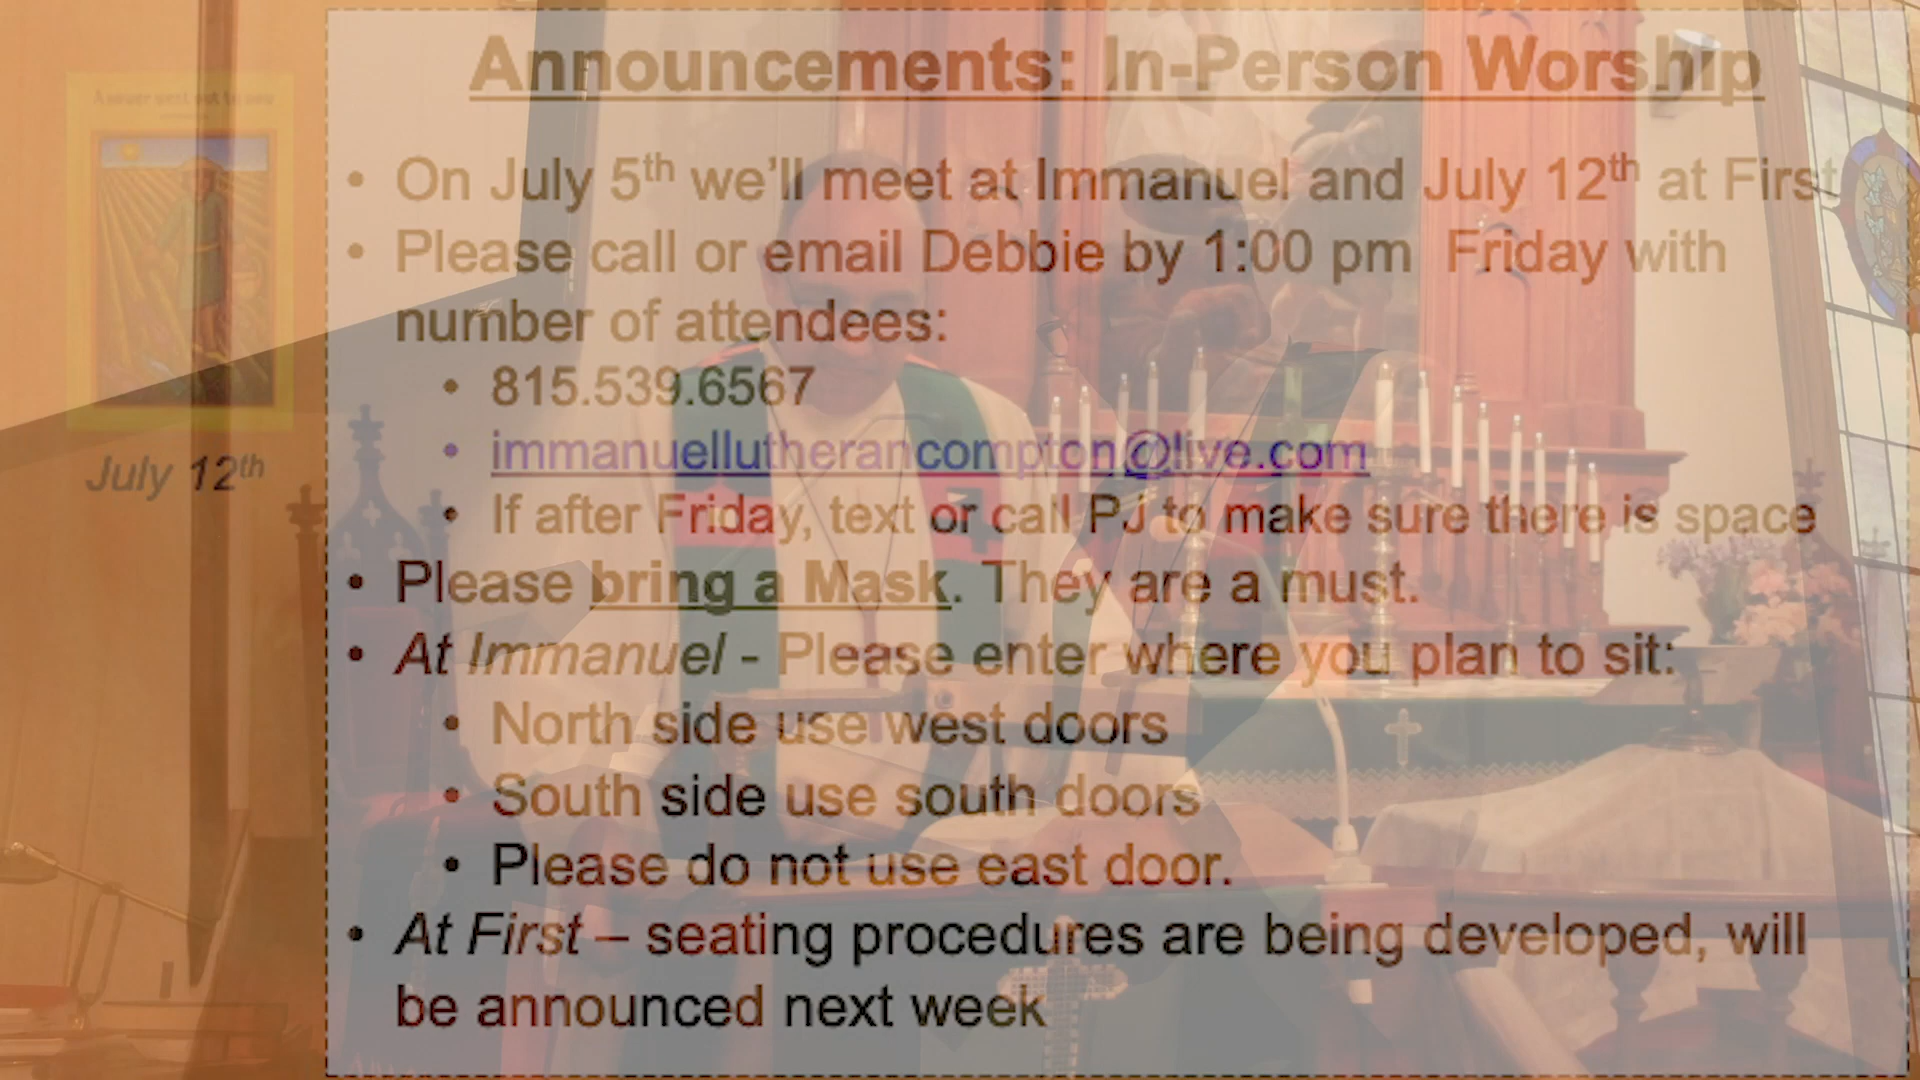 Announcements: In-Person Worship
A sower went out to sow
• On July 5th we'll meet at Immanuel and July 12th at First
• Please call or email Debbie by 1:00 pm Friday with
number of attendees:
• 815.539.6567
• immanuellutherancompton@live.com
July 12th
• If after Friday, text or call PJ to make sure there is space
• Please bring a Mask. They are a must.
• At Immanuel - Please enter where you plan to sit:
• North side use west doors
• South side use south doors
• Please do not use east door.
• At First – seating procedures are being developed, will
be announced next week